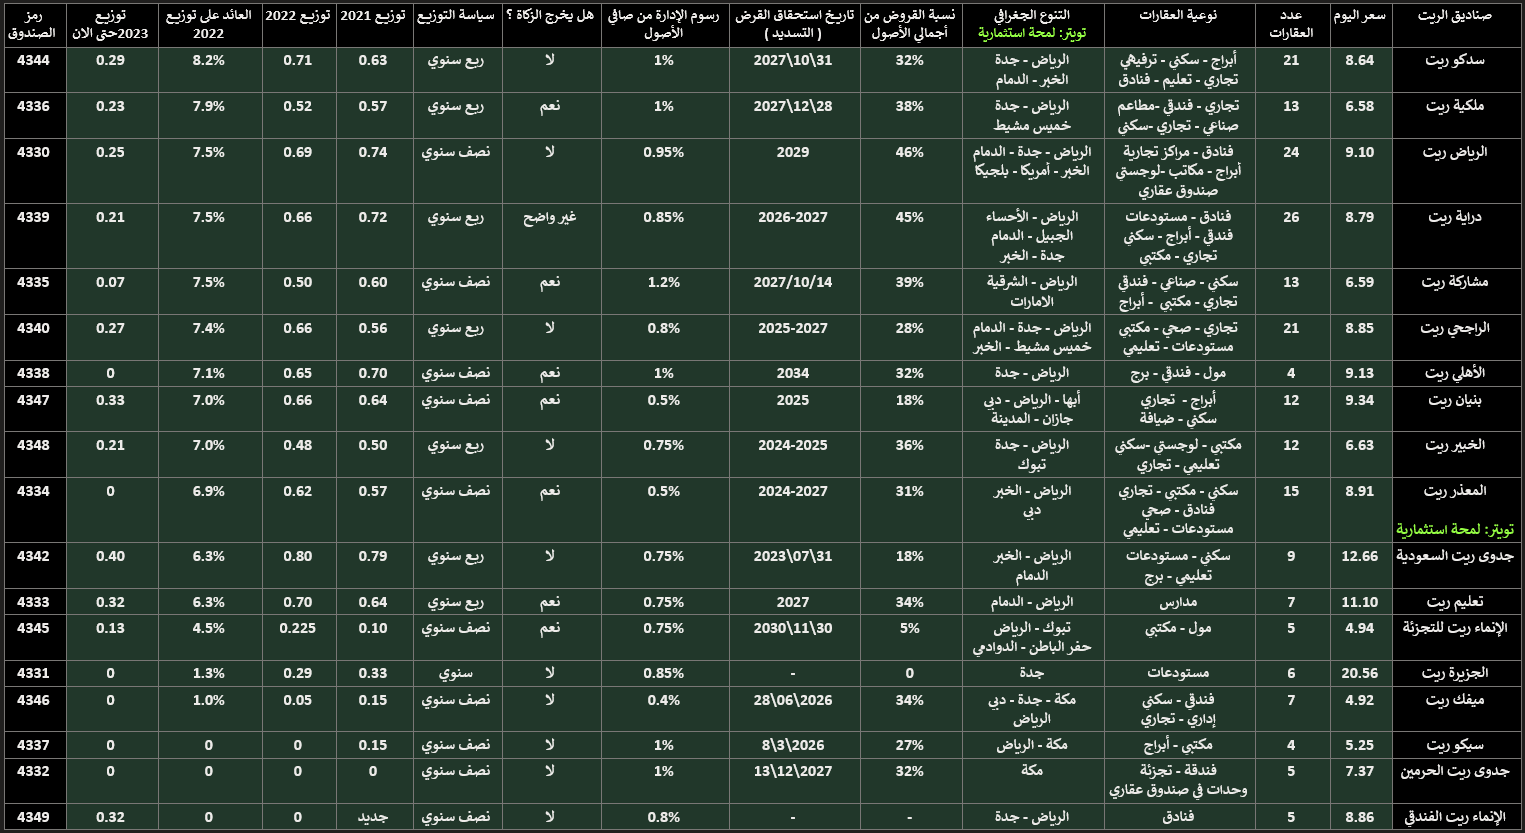 صناديق الريت | سعر اليوم | عدد العقارات | نوعية العقارات | التنوع الجغرافي تويتر: لمحة استثمارية | نسبة القروض من أجمالي الأصول | تاريخ استحقاق القرض ( التسديد ) | رسوم الإدارة من صافي الأصول | هل يخرج الزكاة ؟ | سياسة التوزيع | توزيع 2021 | توزيع 2022 | العائد على توزيع 2022 | توزيع 2023حتى الان | رمز الصندوق
سدكو ريت | 8.64 | 21 | أبراج - سكني - ترفيهي تجاري - تعليم - فنادق | الرياض - جدة الخبر - الدمام | 32% | 31\10\2027 | 1% | لا | ربع سنوي | 0.63 | 0.71 | 8.2% | 0.29 | 4344
ملكية ريت | 6.58 | 13 | تجاري - فندقي -مطاعم صناعي - تجاري -سكني | الرياض - جدة خميس مشيط | 38% | 28\12\2027 | 1% | نعم | ربع سنوي | 0.57 | 0.52 | 7.9% | 0.23 | 4336
الرياض ريت | 9.10 | 24 | فنادق - مراكز تجارية أبراج - مكاتب -لوجستي صندوق عقاري | الرياض - جدة - الدمام الخبر - أمريكا - بلجيكا | 46% | 2029 | 0.95% | لا | نصف سنوي | 0.74 | 0.69 | 7.5% | 0.25 | 4330
دراية ريت | 8.79 | 26 | فنادق - مستودعات فندقي - أبراج - سكني تجاري - مكتبي | الرياض - الأحساء الجبيل - الدمام جدة - الخبر | 45% | 2026-2027 | 0.85% | غير واضح | ربع سنوي | 0.72 | 0.66 | 7.5% | 0.21 | 4339
مشاركة ريت | 6.59 | 13 | سكني - صناعي - فندقي تجاري - مكتبي - أبراج | الرياض - الشرقية الامارات | 39% | 2027/10/14 | 1.2% | نعم | نصف سنوي | 0.60 | 0.50 | 7.5% | 0.07 | 4335
الراجحي ريت | 8.85 | 21 | تجاري - صحي - مكتبي مستودعات - تعليمي | الرياض - جدة - الدمام خميس مشيط - الخبر | 28% | 2025-2027 | 0.8% | لا | ربع سنوي | 0.56 | 0.66 | 7.4% | 0.27 | 4340
الأهلي ريت | 9.13 | 4 | مول - فندقي - برج | الرياض - جدة | 32% | 2034 | 1% | نعم | نصف سنوي | 0.70 | 0.65 | 7.1% | 0 | 4338
بنيان ريت | 9.34 | 12 | أبراج - تجاري سكني - ضيافة | أبها - الرياض - دبي جازان - المدينة | 18% | 2025 | 0.5% | نعم | نصف سنوي | 0.64 | 0.66 | 7.0% | 0.33 | 4347
الخبير ريت | 6.63 | 12 | مكتبي - لوجستي -سكني تعليمي - تجاري | الرياض - جدة تبوك | 36% | 2024-2025 | 0.75% | لا | نصف سنوي | 0.50 | 0.48 | 7.0% | 0.21 | 4348
المعذر ريت تويتر: لمحة استثمارية | 8.91 | 15 | سكني - مكتبي - تجاري فنادق - صحي مستودعات - تعليمي | الرياض - الخبر دبي | 31% | 2024-2027 | 0.5% | نعم | نصف سنوي | 0.57 | 0.62 | 6.9% | 0 | 4334
جدوى ريت السعودية | 12.66 | 9 | سكني - مستودعات تعليمي - برج | الرياض - الخبر الدمام | 18% | 31\07\2023 | 0.75% | لا | ربع سنوي | 0.79 | 0.80 | 6.3% | 0.40 | 4342
تعليم ريت | 11.10 | 7 | مدارس | الرياض - الدمام | 34% | 2027 | 0.75% | نعم | ربع سنوي | 0.64 | 0.70 | 6.3% | 0.32 | 4333
الإنماء ريت للتجزئة | 4.94 | 5 | مول - مكتبي | تبوك - الرياض حفر الباطن - الدوادمي | 5% | 30\11\2030 | 0.75% | نعم | نصف سنوي | 0.10 | 0.225 | 4.5% | 0.13 | 4345
الجزيرة ريت | 20.56 | 6 | مستودعات | جدة | 0 | - | 0.85% | لا | سنوي | 0.33 | 0.29 | 1.3% | 0 | 4331
ميفك ريت | 4.92 | 7 | فندقي - سكني إداري - تجاري | مكة - جدة - دبي الرياض | 34% | 28\06\2026 | 0.4% | لا | نصف سنوي | 0.15 | 0.05 | 1.0% | 0 | 4346
سيكو ريت | 5.25 | 4 | مكتبي - أبراج | مكة - الرياض | 27% | 8\3\2026 | 1% | لا | نصف سنوي | 0.15 | 0 | 0 | 0 | 4337
جدوى ريت الحرمين | 7.37 | 5 | فندقة - تجزئة وحدات في صندوق عقاري | مكة | 32% | 13\12\2027 | 1% | لا | نصف سنوي | 0 | 0 | 0 | 0 | 4332
الإنماء ريت الفندقي | 8.86 | 5 | فنادق | الرياض - جدة | - | - | 0.8% | لا | نصف سنوي | جديد | 0 | 0 | 0.32 | 4349